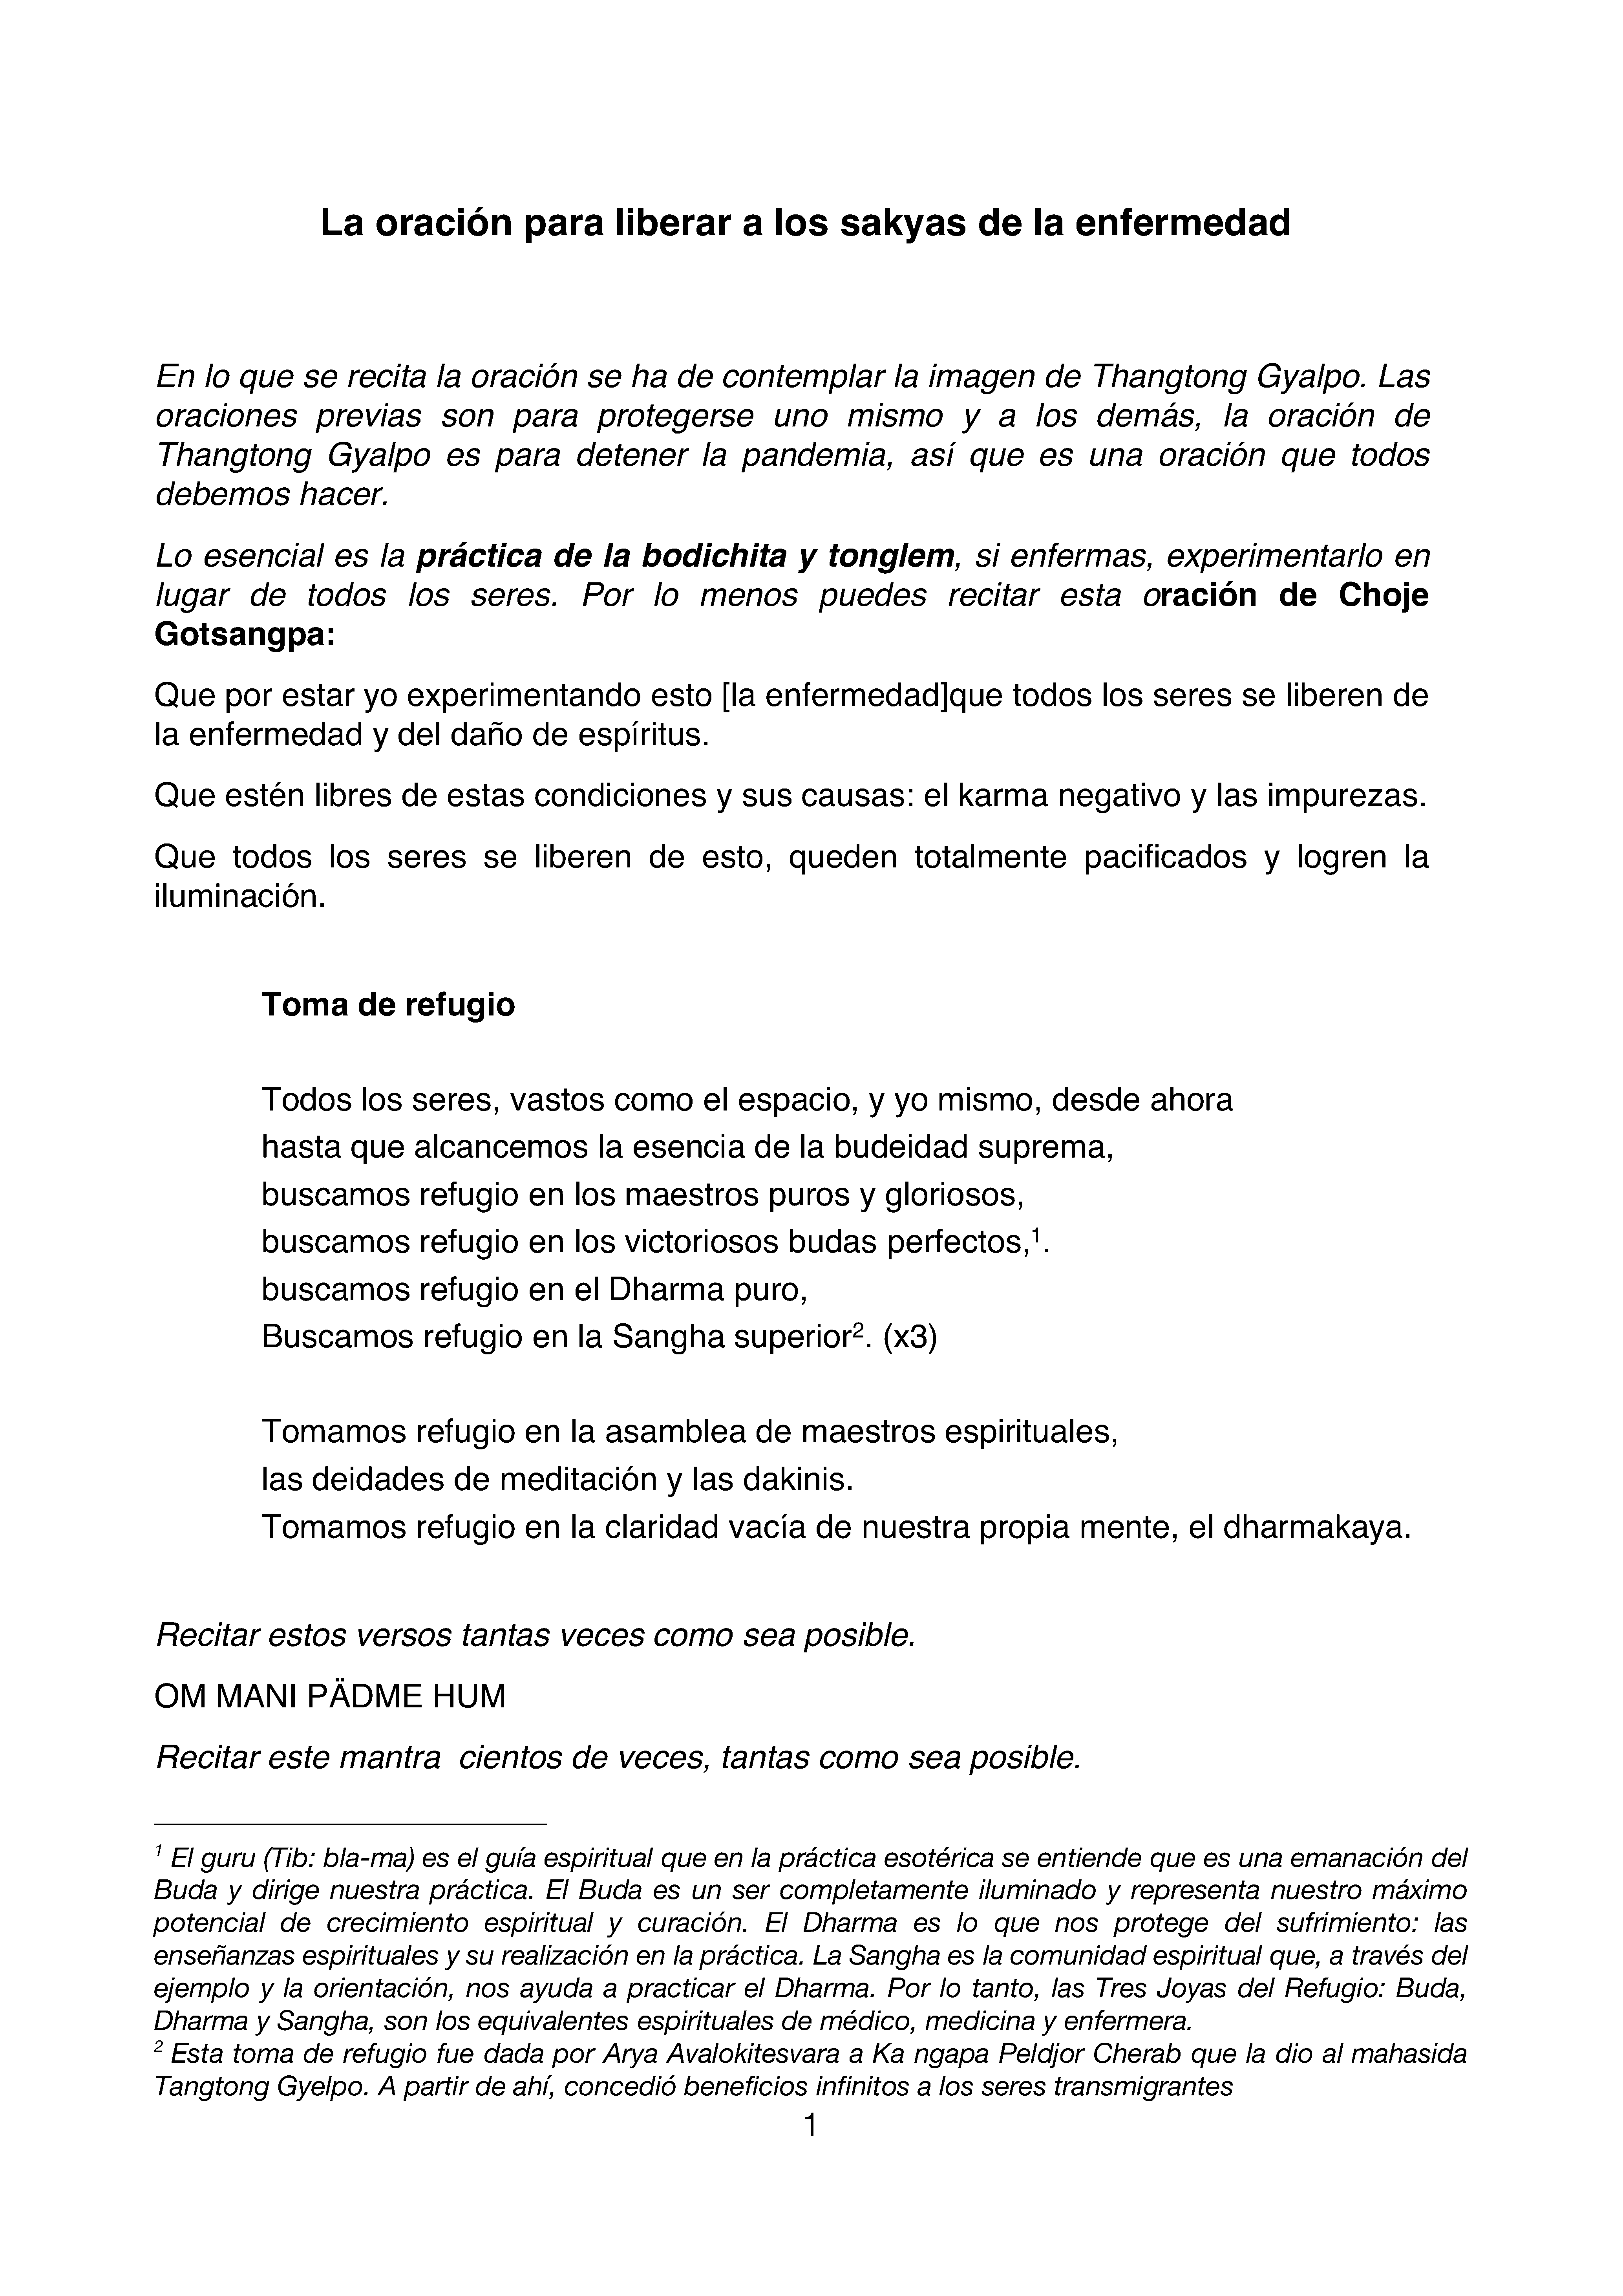 La oración para liberar a los sakyas de la enfermedad
En lo que se recita la oración se ha de contemplar la imagen de Thangtong Gyalpo. Las
oraciones previas son para protegerse uno mismo y a los demás, la oración de
Thangtong Gyalpo es para detener la pandemia, así que es una oración que todos
debemos hacer.
Lo esencial es la práctica de la bodichita y tonglem, si enfermas, experimentarlo en
lugar de todos los seres. Por lo menos puedes recitar esta oración de Choje
Gotsangpa:
Que por estar yo experimentando esto [la enfermedad]que todos los seres se liberen de
la enfermedad y del daño de espíritus.
Que estén libres de estas condiciones y sus causas: el karma negativo y las impurezas.
Que todos los seres se liberen de esto, queden totalmente pacificados y logren la
iluminación.
Toma de refugio
Todos los seres, vastos como el espacio, y yo mismo, desde ahora
hasta que alcancemos la esencia de la budeidad suprema,
buscamos refugio en los maestros puros y gloriosos,
buscamos refugio en los victoriosos budas perfectos,¹.
buscamos refugio en el Dharma puro,
Buscamos refugio en la Sangha superior². (x3)
Tomamos refugio en la asamblea de maestros espirituales,
las deidades de meditación y las dakinis.
Tomamos refugio en la claridad vacía de nuestra propia mente, el dharmakaya.
Recitar estos versos tantas veces como sea posible.
OM MANI PÄDME HUM
Recitar este mantra  cientos de veces, tantas como sea posible.
¹ El guru (Tib: bla-ma) es el guía espiritual que en la práctica esotérica se entiende que es una emanación del
Buda y dirige nuestra práctica. El Buda es un ser completamente iluminado y representa nuestro máximo
potencial de crecimiento espiritual y curación. El Dharma es lo que nos protege del sufrimiento: las
enseñanzas espirituales y su realización en la práctica. La Sangha es la comunidad espiritual que, a través del
ejemplo y la orientación, nos ayuda a practicar el Dharma. Por lo tanto, las Tres Joyas del Refugio: Buda,
Dharma y Sangha, son los equivalentes espirituales de médico, medicina y enfermera.
² Esta toma de refugio fue dada por Arya Avalokitesvara a Ka ngapa Peldjor Cherab que la dio al mahasida
Tangtong Gyelpo. A partir de ahí, concedió beneficios infinitos a los seres transmigrantes
1